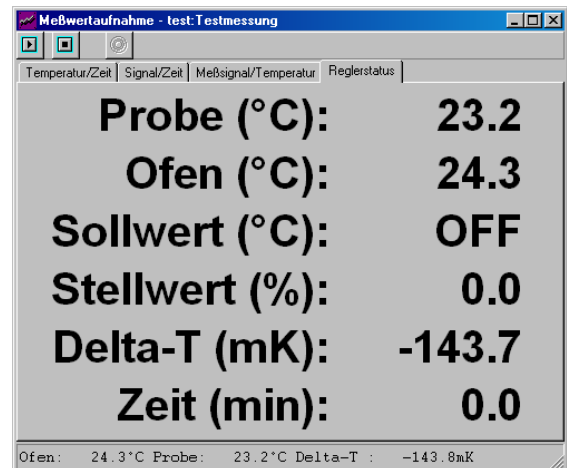 Meßwertaufnahme - test:Testmessung
Temperatur/Zeit Signal/Zeit Meßsignal/Temperatur Reglerstatus
Probe (°C): 23.2
Ofen (°C): 24.3
Sollwert (°C): OFF
Stellwert (%): 0.0
Delta-T (mK): -143.7
Zeit (min): 0.0
Ofen: 24.3°C Probe: 23.2°C Delta-T : -143.8mK